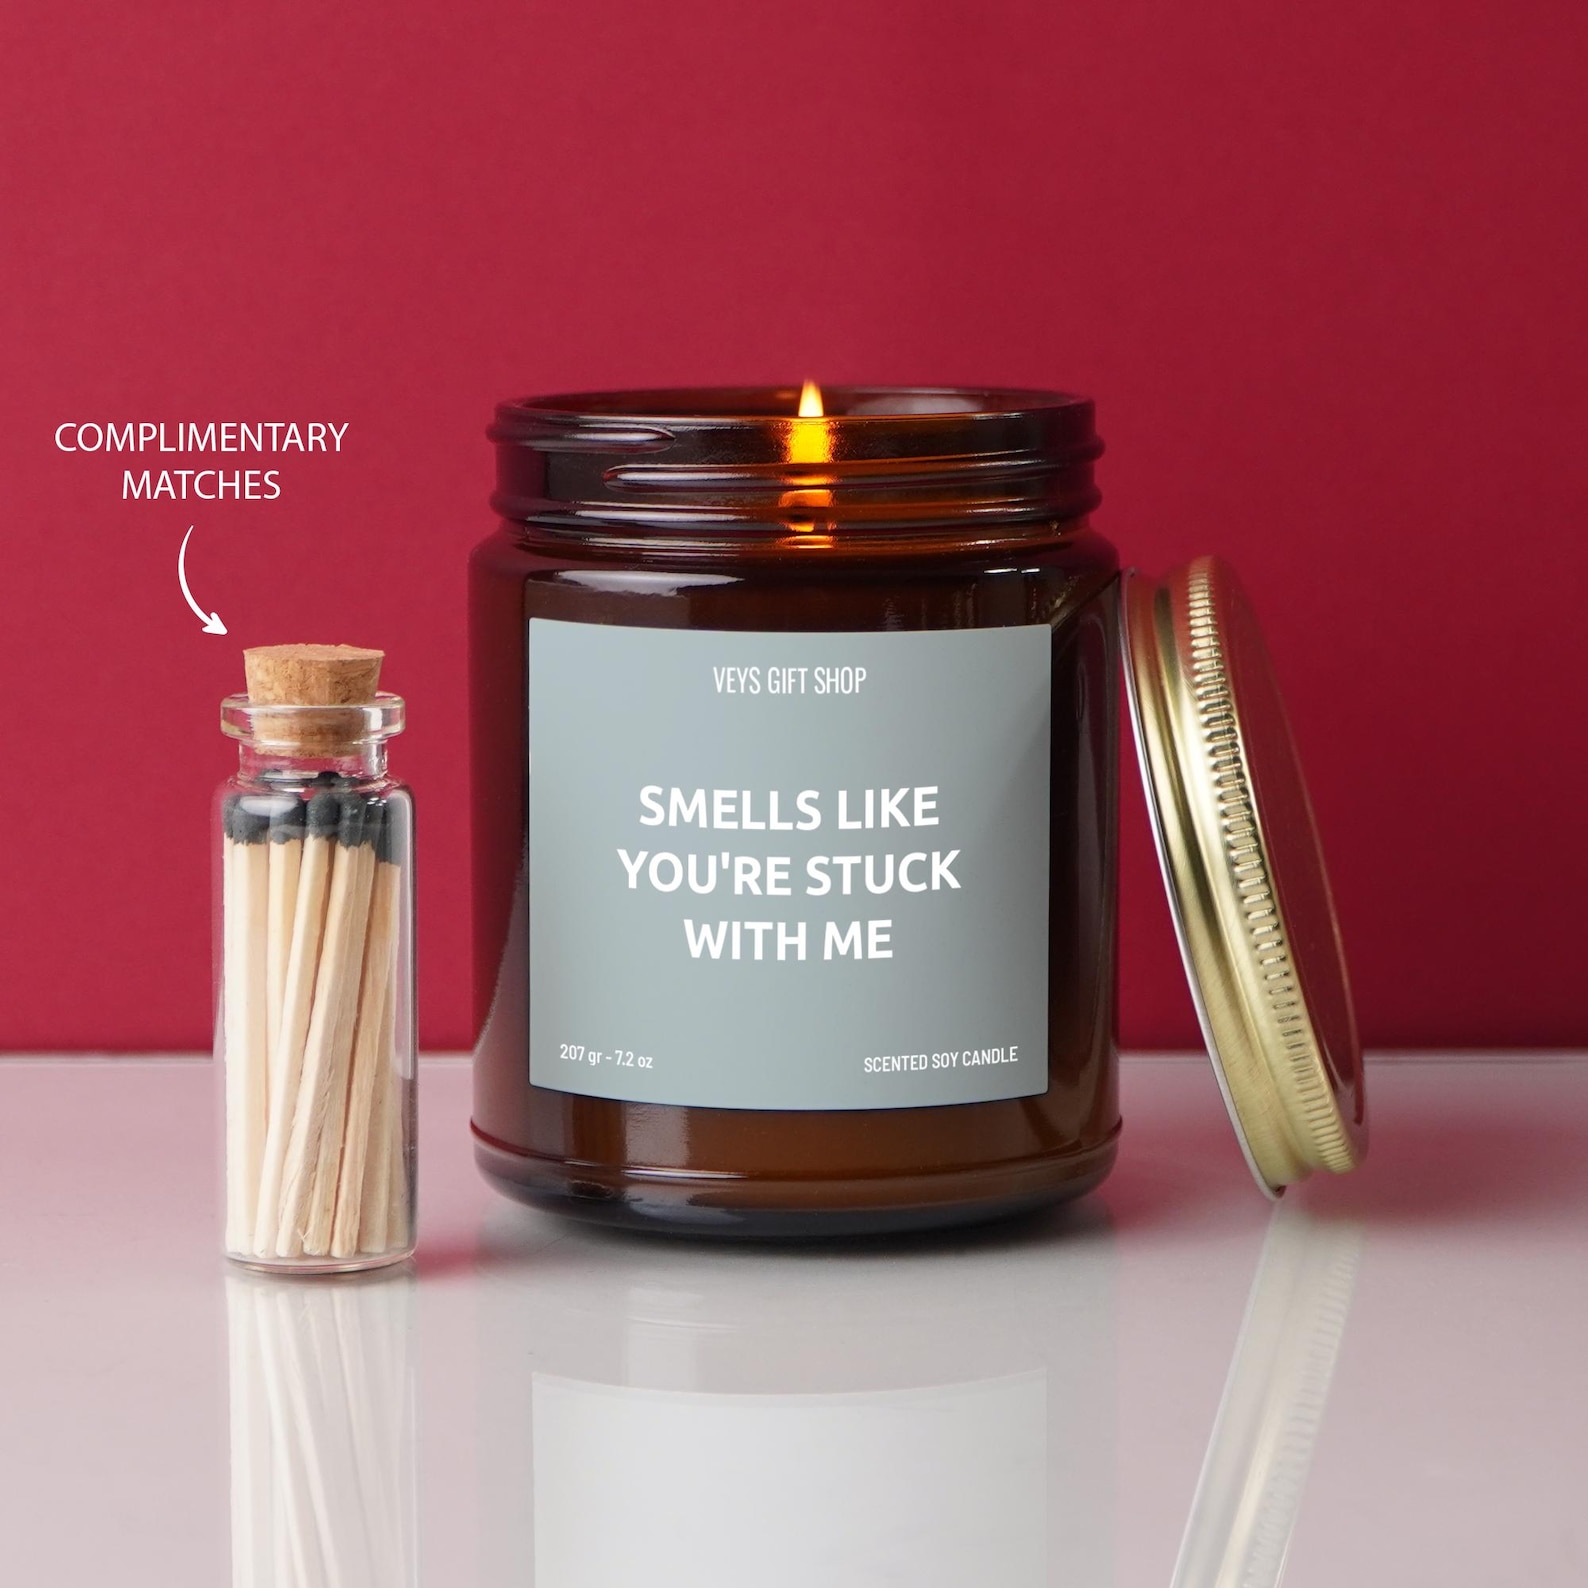 COMPLIMENTARY
MATCHES
VEYS GIFT SHOP
SMELLS LIKE
YOU'RE STUCK
WITH ME
207 gr - 7.2 oz
SCENTED SOY CANDLE